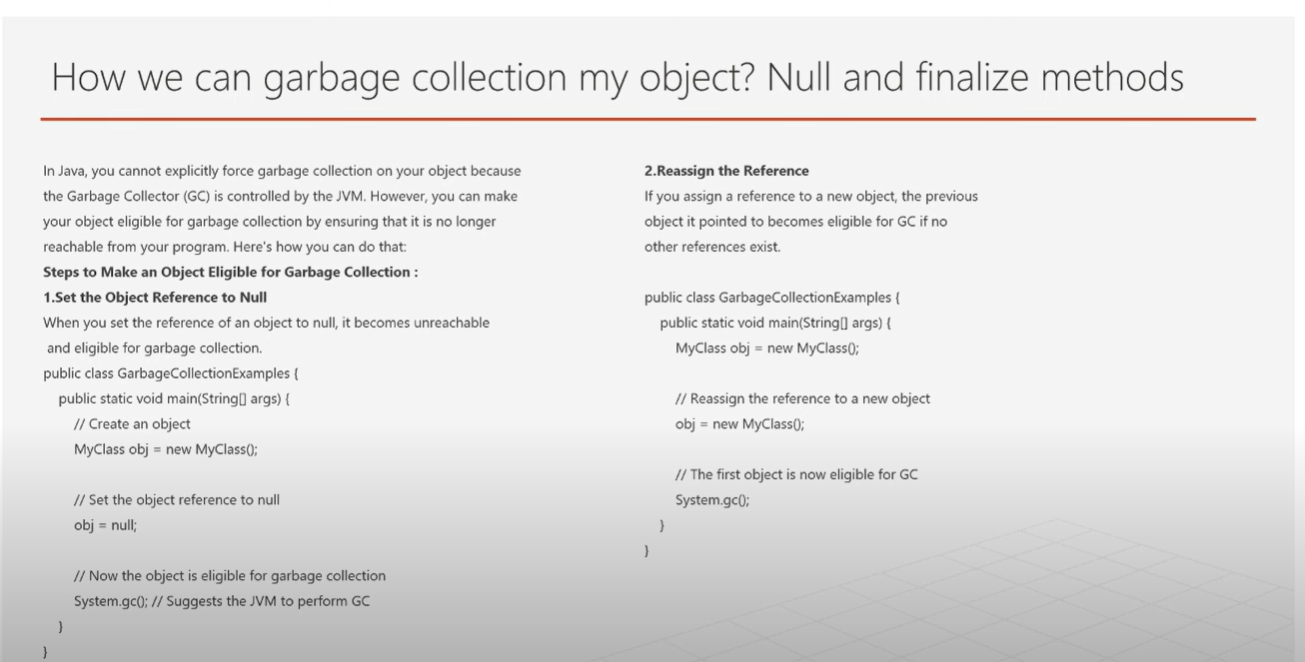 How we can garbage collection my object? Null and finalize methods
In Java, you cannot explicitly force garbage collection on your object because
the Garbage Collector (GC) is controlled by the JVM. However, you can make
your object eligible for garbage collection by ensuring that it is no longer
reachable from your program. Here's how you can do that:
Steps to Make an Object Eligible for Garbage Collection :
1.Set the Object Reference to Null
When you set the reference of an object to null, it becomes unreachable
and eligible for garbage collection.
public class GarbageCollectionExamples {
public static void main(String[] args) {
// Create an object
MyClass obj = new MyClass();
// Set the object reference to null
obj = null;
// Now the object is eligible for garbage collection
System.gc(); // Suggests the JVM to perform GC
}
}
2.Reassign the Reference
If you assign a reference to a new object, the previous
object it pointed to becomes eligible for GC if no
other references exist.
public class GarbageCollectionExamples {
public static void main(String[] args) {
MyClass obj = new MyClass();
// Reassign the reference to a new object
obj = new MyClass();
// The first object is now eligible for GC
System.gc();
}
}